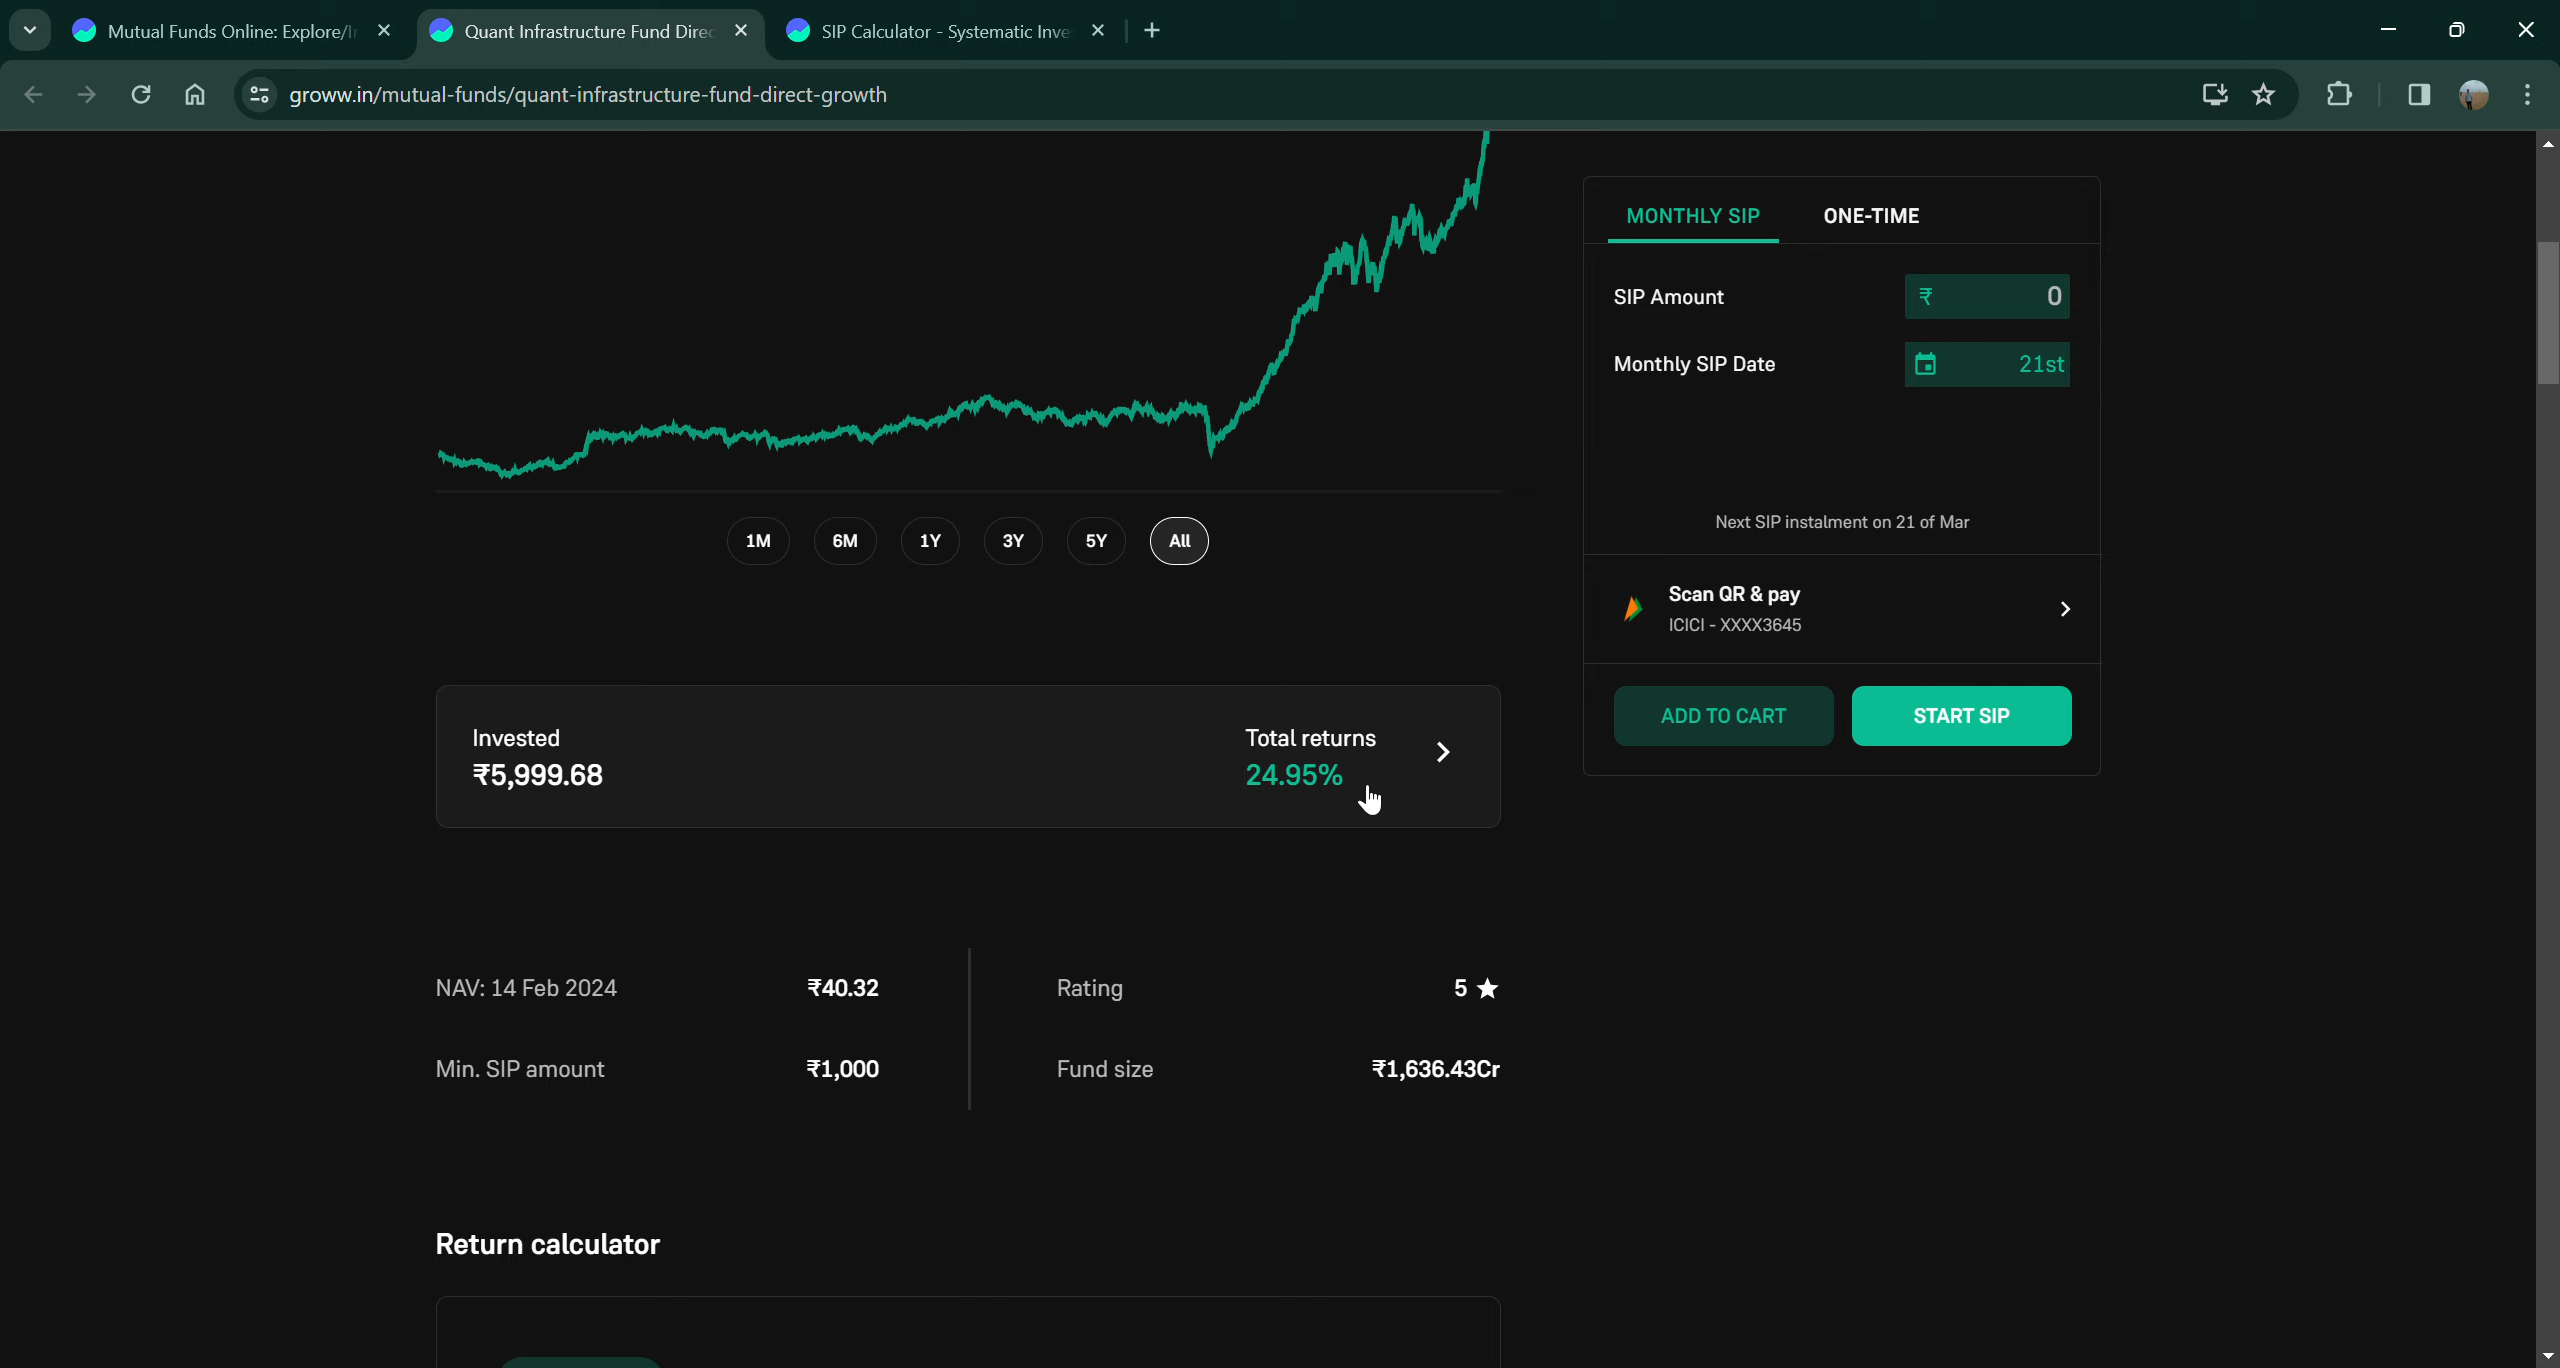 Mutual Funds Online: Explore/I
Quant Infrastructure Fund Direc
SIP Calculator - Systematic Inve
groww.in/mutual-funds/quant-infrastructure-fund-direct-growth
1M 6M 1Y 3Y 5Y All
Invested
₹5,999.68
Total returns
24.95%
NAV: 14 Feb 2024 ₹40.32
Rating 5 ★
Min. SIP amount ₹1,000
Fund size ₹1,636.43Cr
Return calculator
MONTHLY SIP ONE-TIME
SIP Amount ₹ 0
Monthly SIP Date 21st
Next SIP instalment on 21 of Mar
Scan QR & pay
ICICI - XXXX3645
ADD TO CART START SIP